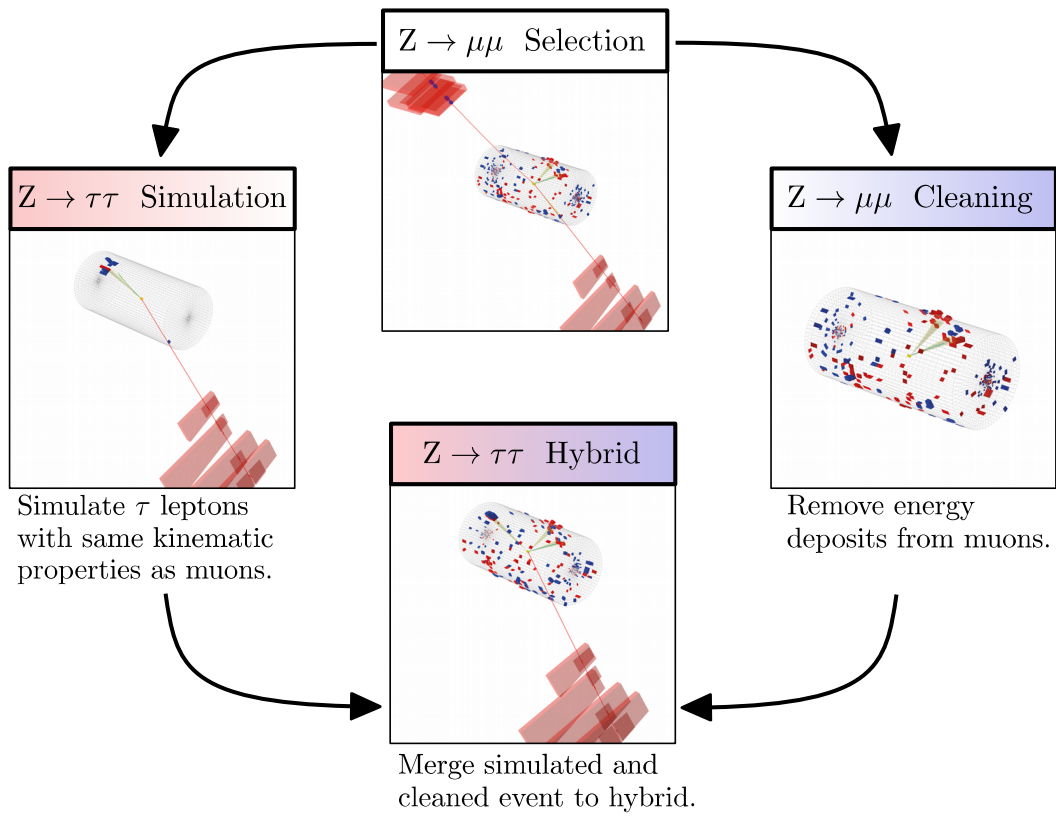 Z → μμ Selection
Z → ττ Simulation
Z → μμ Cleaning
Simulate τ leptons
with same kinematic
properties as muons.
Remove energy
deposits from muons.
Z → ττ Hybrid
Merge simulated and
cleaned event to hybrid.